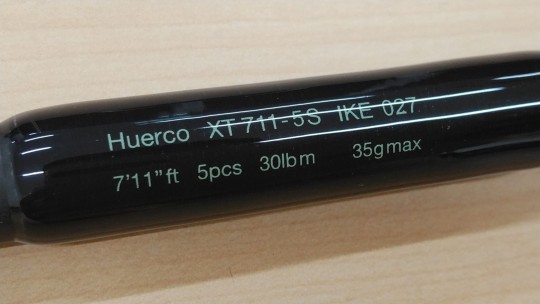 Huerco XT 711-5S IKE 027
7'11"ft 5pcs 30lbm 35gmax